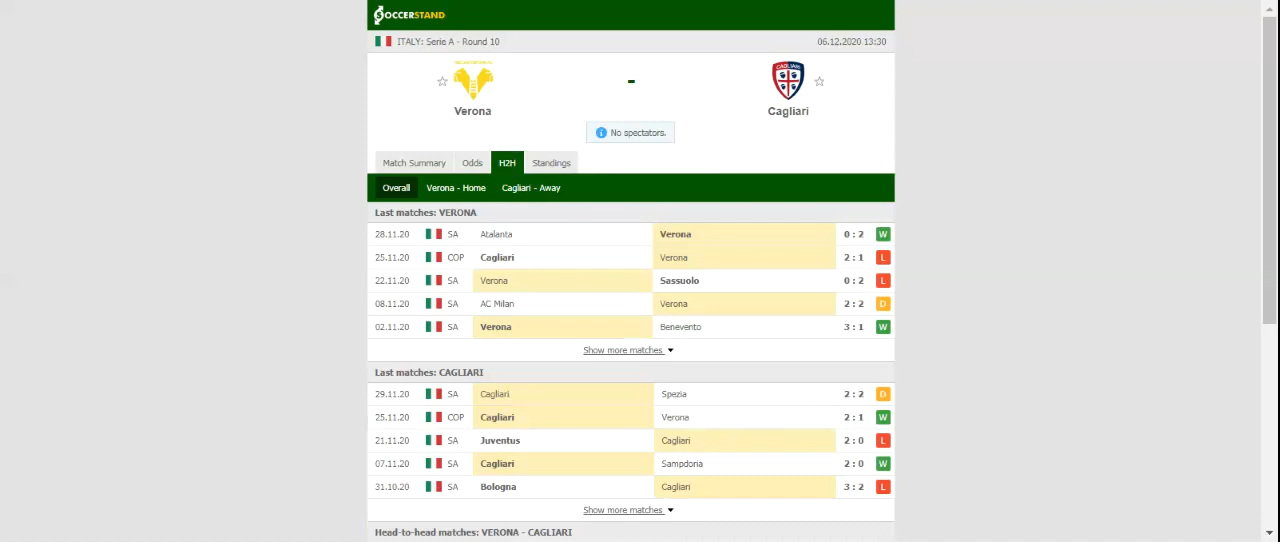 SOCCERSTAND
ITALY: Serie A - Round 10 06.12.2020 13:30
-
Verona Cagliari
CAGLIARI
No spectators.
Match Summary Odds H2H Standings
Overall Verona - Home Cagliari - Away
Last matches: VERONA
28.11.20 SA Atalanta Verona 0 : 2 W
25.11.20 COP Cagliari Verona 2 : 1 L
22.11.20 SA Verona Sassuolo 0 : 2 L
08.11.20 SA AC Milan Verona 2 : 2 D
02.11.20 SA Verona Benevento 3 : 1 W
Show more matches
Last matches: CAGLIARI
29.11.20 SA Cagliari Spezia 2 : 2 D
25.11.20 COP Cagliari Verona 2 : 1 W
21.11.20 SA Juventus Cagliari 2 : 0 L
07.11.20 SA Cagliari Sampdoria 2 : 0 W
31.10.20 SA Bologna Cagliari 3 : 2 L
Show more matches
Head-to-head matches: VERONA - CAGLIARI